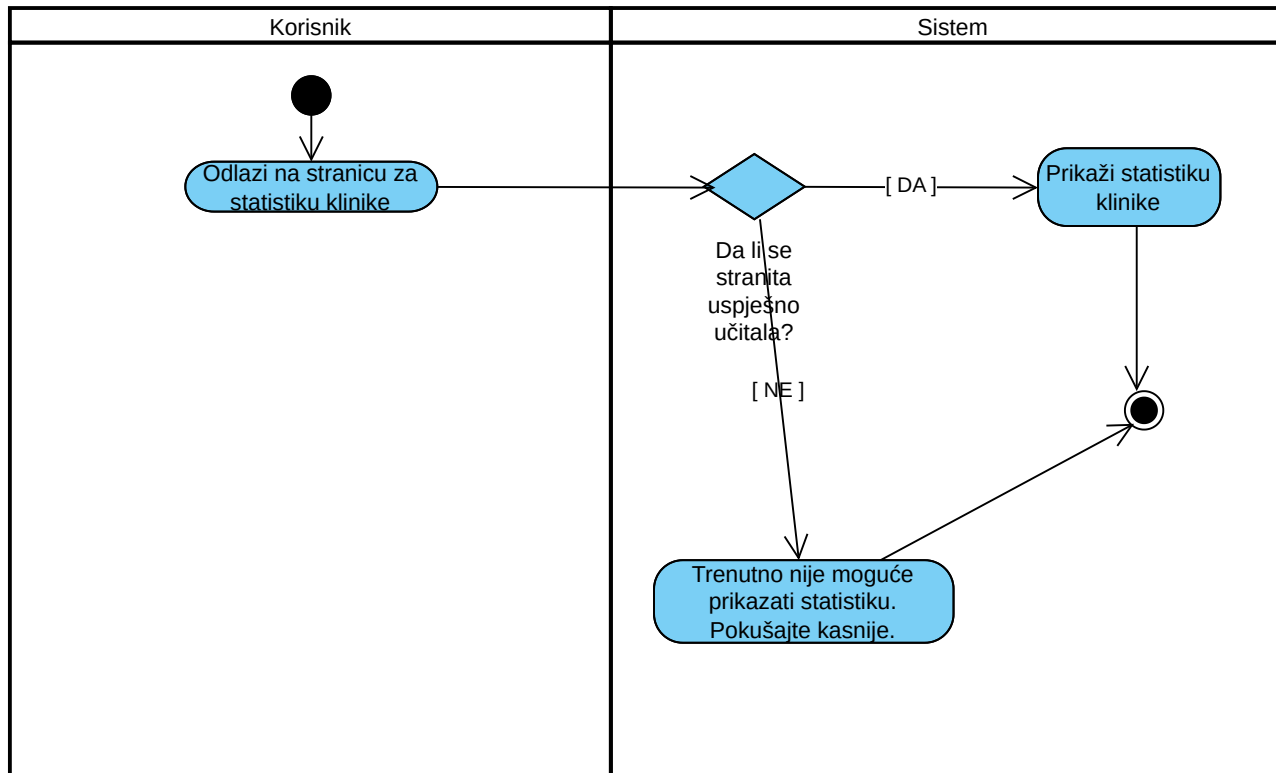 Korisnik
Sistem
Odlazi na stranicu za
statistiku klinike
[ DA ]
Prikaži statistiku
klinike
Da li se
stranita
uspješno
učitala?
[ NE ]
Trenutno nije moguće
prikazati statistiku.
Pokušajte kasnije.